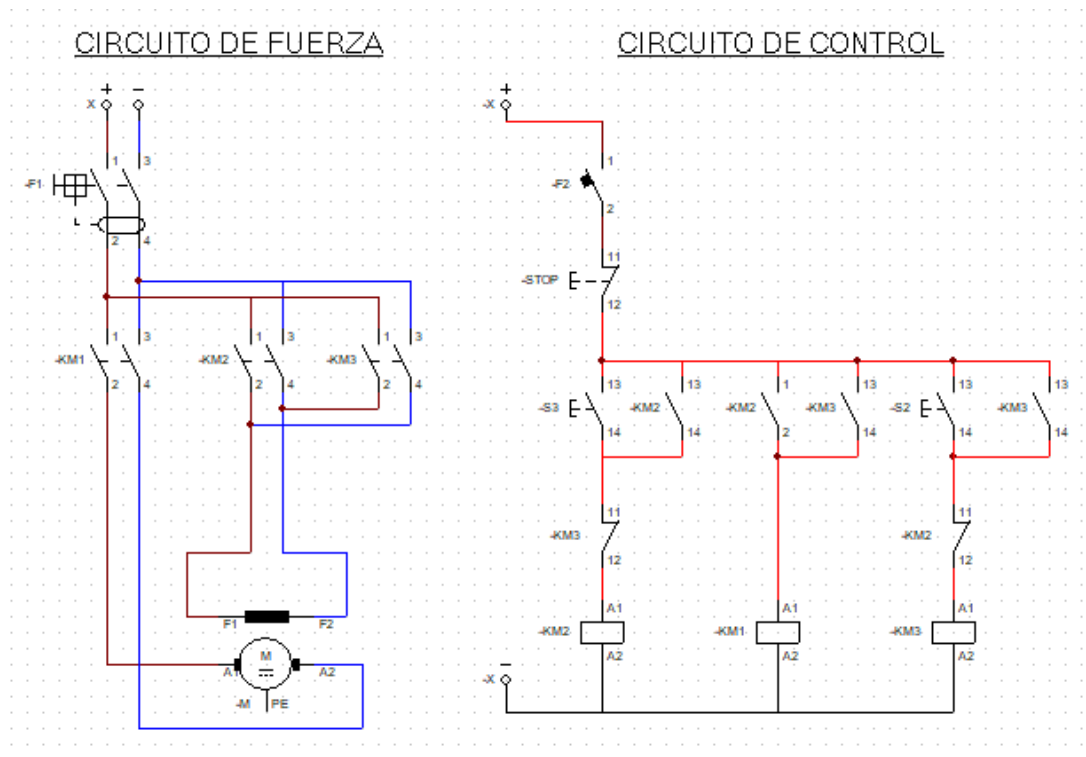 CIRCUITO DE FUERZA
CIRCUITO DE CONTROL
+ −
X
-X +
1 3
-F1
2 4
1
-F2
2
11
-STOP
12
1 3
-KM1
2 4
1 3
-KM2
2 4
1 3
-KM3
2 4
13
-S3
14
13
-KM2
14
1
-KM2
2
13
-KM3
14
13
-S2
14
13
-KM3
14
11
-KM3
12
11
-KM2
12
F1 F2
M
A1 A2
-M PE
A1
-KM2
A2
A1
-KM1
A2
A1
-KM3
A2
−
-X